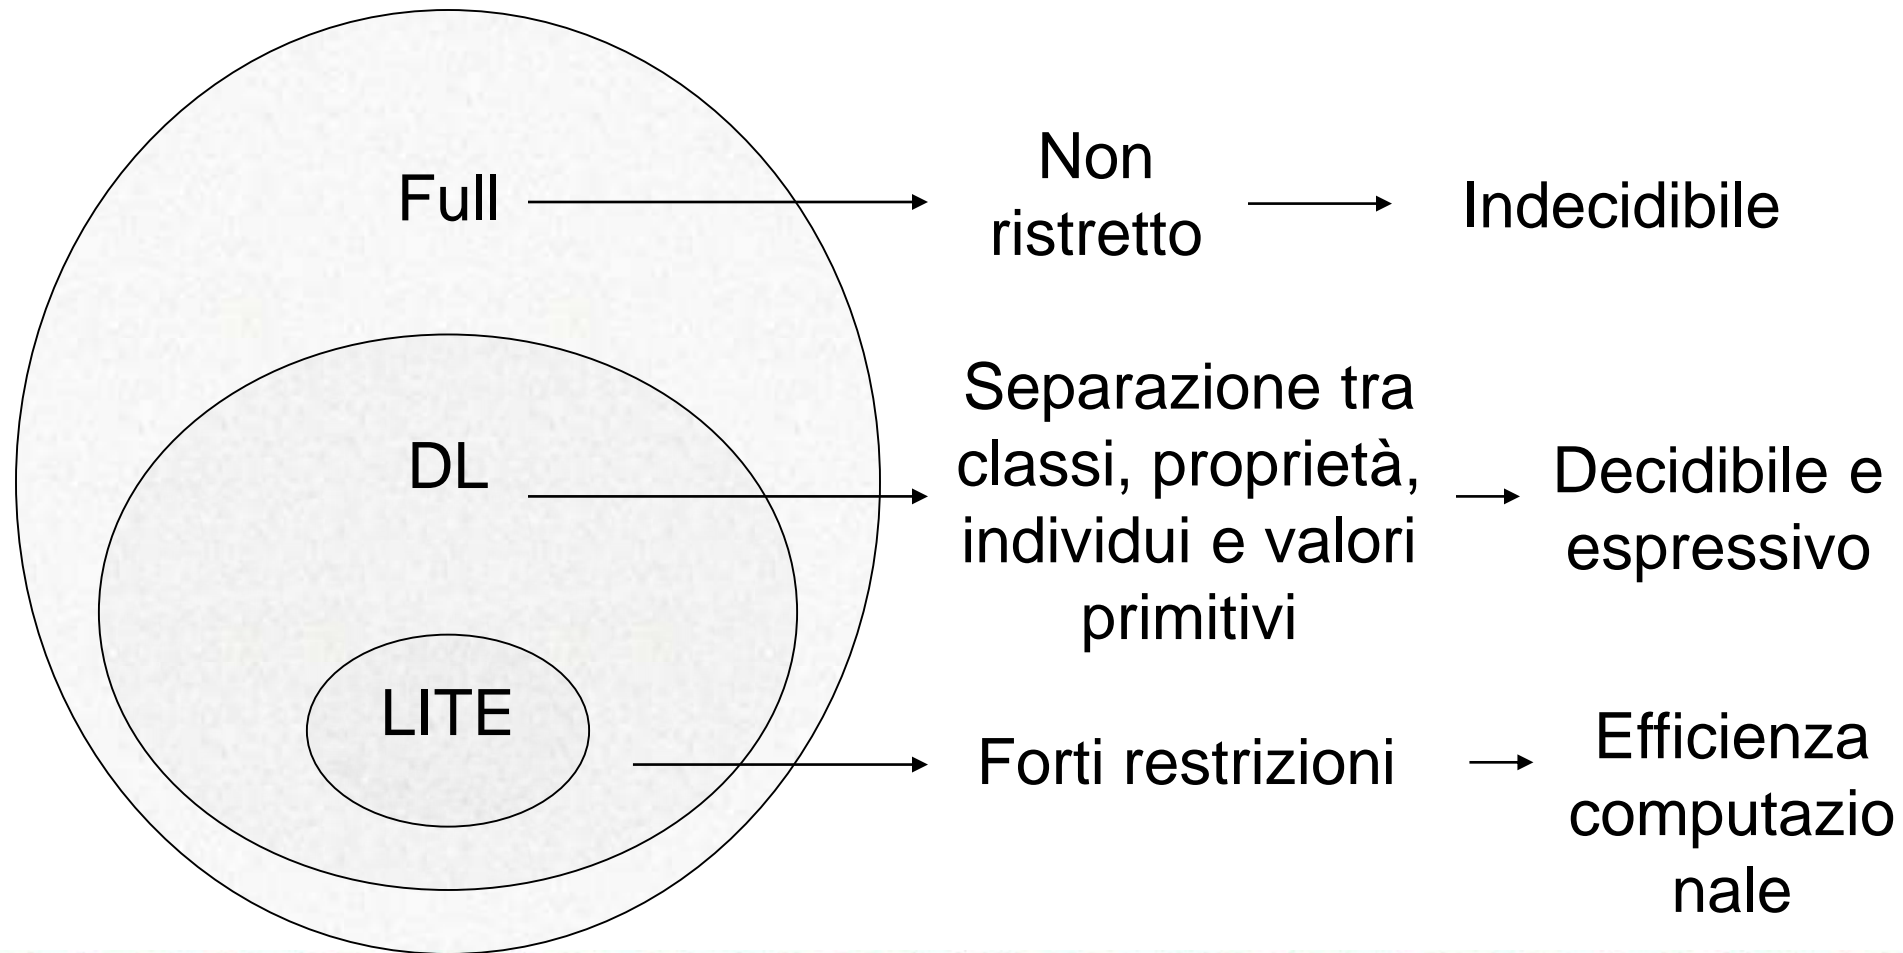 Full
Non
ristretto
Indecidibile
DL
Separazione tra
classi, proprietà,
individui e valori
primitivi
Decidibile e
espressivo
LITE
Forti restrizioni
Efficienza
computazio
nale